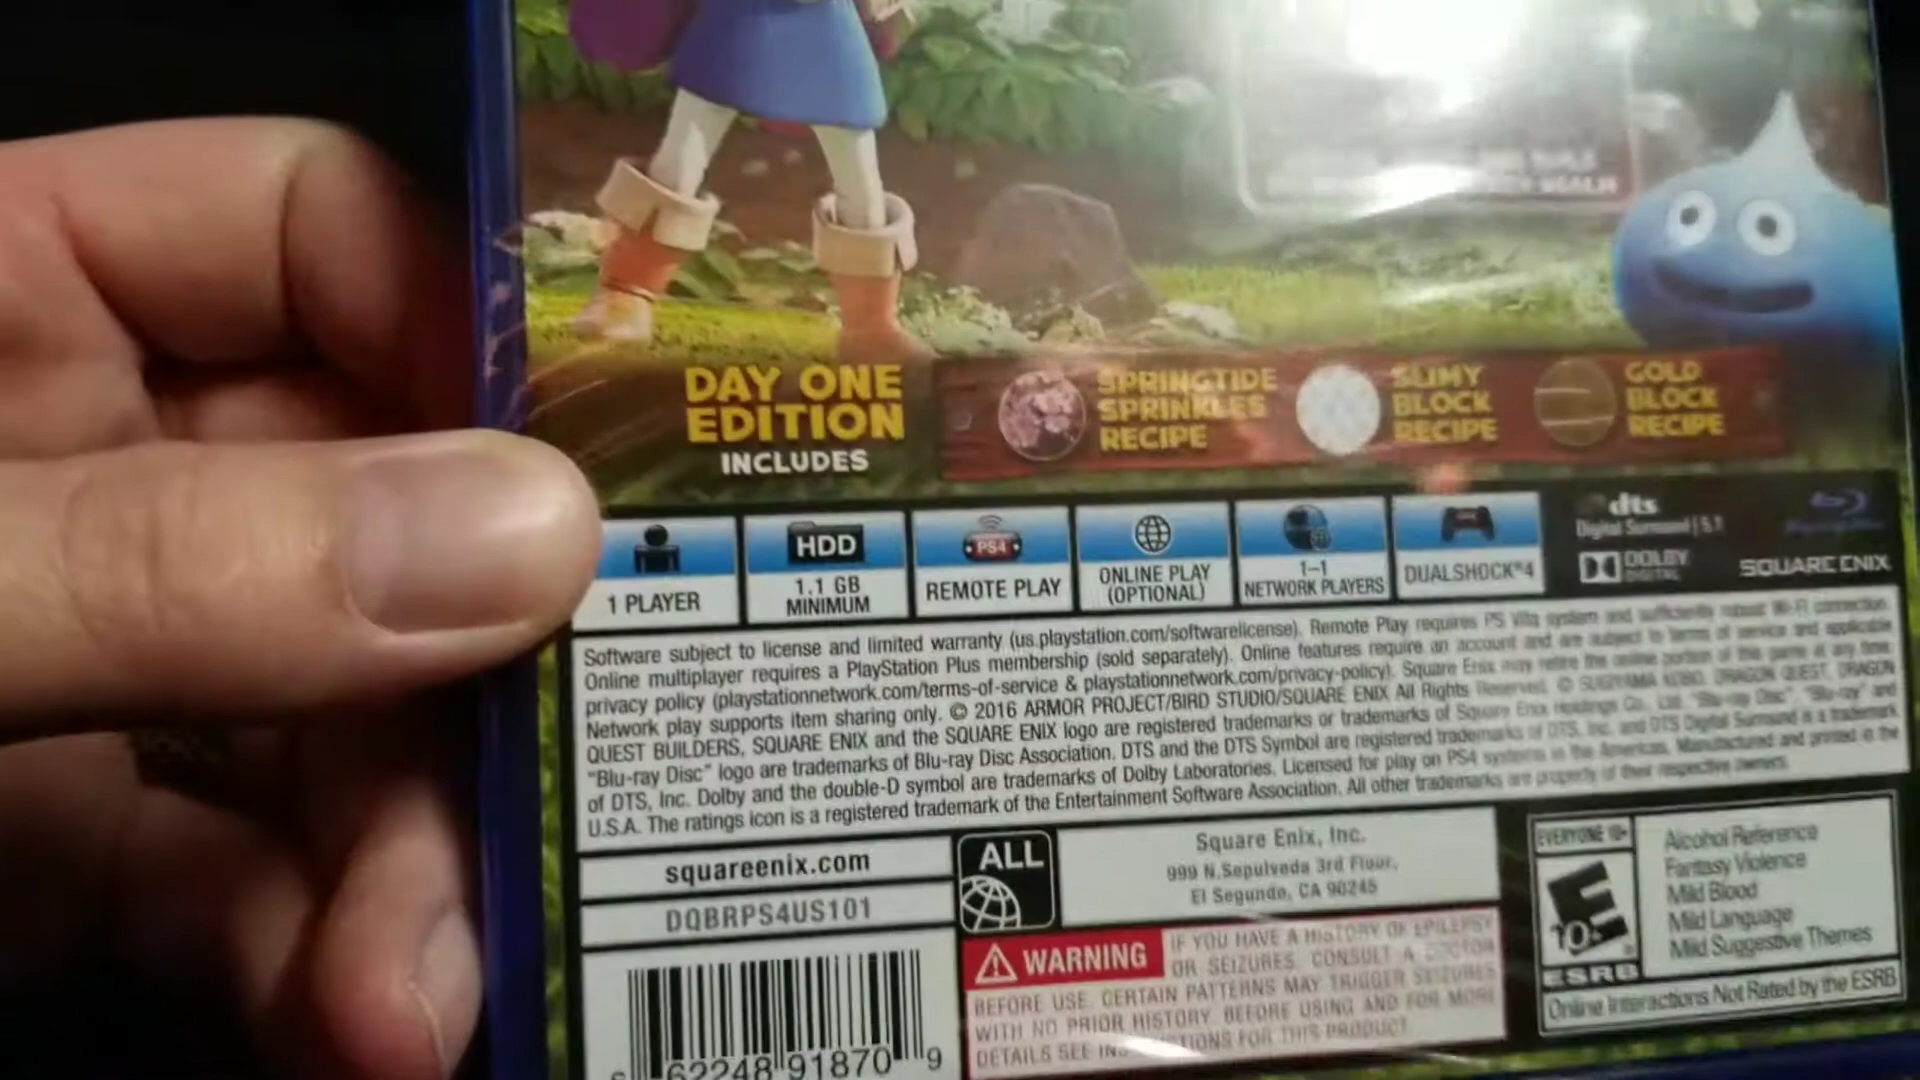 DAY ONE
EDITION
INCLUDES
SPRINGTIDE
SPRINKLES
RECIPE
SLIMY
BLOCK
RECIPE
GOLD
BLOCK
RECIPE
1 PLAYER
HDD
1.1 GB
MINIMUM
PS4
REMOTE PLAY
ONLINE PLAY
(OPTIONAL)
1-1
NETWORK PLAYERS
DUALSHOCK®4
dts
Digital Surround | 5.1
DOLBY
DIGITAL
SQUARE ENIX
Software subject to license and limited warranty (us.playstation.com/softwarelicense). Remote Play requires PS Vita system and sufficiently robust Wi-Fi connection.
Online multiplayer requires a PlayStation Plus membership (sold separately). Online features require an account and are subject to terms of service and applicable
privacy policy (playstationnetwork.com/terms-of-service & playstationnetwork.com/privacy-policy). Square Enix may retire the online portion of this game at any time.
Network play supports item sharing only. © 2016 ARMOR PROJECT/BIRD STUDIO/SQUARE ENIX All Rights Reserved. © SUGIYAMA KOBO. DRAGON QUEST, DRAGON
QUEST BUILDERS, SQUARE ENIX and the SQUARE ENIX logo are registered trademarks or trademarks of Square Enix Holdings Co., Ltd. "Blu-ray Disc", "Blu-ray" and
"Blu-ray Disc" logo are trademarks of Blu-ray Disc Association. DTS and the DTS Symbol are registered trademarks of DTS, Inc. and DTS Digital Surround is a trademark
of DTS, Inc. Dolby and the double-D symbol are trademarks of Dolby Laboratories. Licensed for play on PS4 systems in the Americas. Manufactured and printed in the
U.S.A. The ratings icon is a registered trademark of the Entertainment Software Association. All other trademarks are property of their respective owners.
squareenix.com
DQBRPS4US101
ALL
Square Enix, Inc.
999 N.Sepulveda 3rd Floor,
El Segundo, CA 90245
WARNING
IF YOU HAVE A HISTORY OF EPILEPSY
OR SEIZURES, CONSULT A DOCTOR
BEFORE USE. CERTAIN PATTERNS MAY TRIGGER SEIZURES
WITH NO PRIOR HISTORY. BEFORE USING AND FOR MORE
DETAILS SEE INSTRUCTIONS FOR THIS PRODUCT.
EVERYONE 10+
E
10+
ESRB
Alcohol Reference
Fantasy Violence
Mild Blood
Mild Language
Mild Suggestive Themes
Online Interactions Not Rated by the ESRB
62248 91870 9